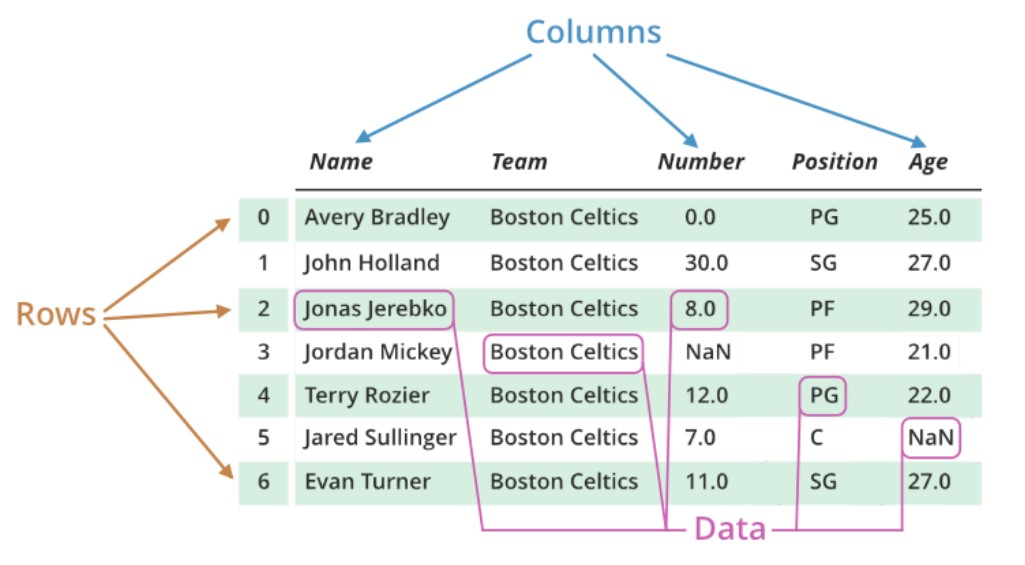 Columns
Name Team Number Position Age
0 Avery Bradley Boston Celtics 0.0 PG 25.0
1 John Holland Boston Celtics 30.0 SG 27.0
Rows
2 Jonas Jerebko Boston Celtics 8.0 PF 29.0
3 Jordan Mickey Boston Celtics NaN PF 21.0
4 Terry Rozier Boston Celtics 12.0 PG 22.0
5 Jared Sullinger Boston Celtics 7.0 C NaN
6 Evan Turner Boston Celtics 11.0 SG 27.0
Data